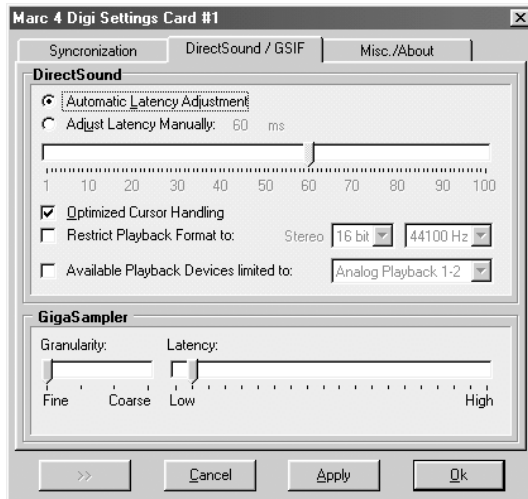 Marc 4 Digi Settings Card #1
Syncronization DirectSound / GSIF Misc./About
DirectSound
Automatic Latency Adjustment
Adjust Latency Manually: 60 ms
1 10 20 30 40 50 60 70 80 90 100
Optimized Cursor Handling
Restrict Playback Format to: Stereo 16 bit 44100 Hz
Available Playback Devices limited to: Analog Playback 1-2
GigaSampler
Granularity: Latency:
Fine Coarse Low High
>> Cancel Apply Ok